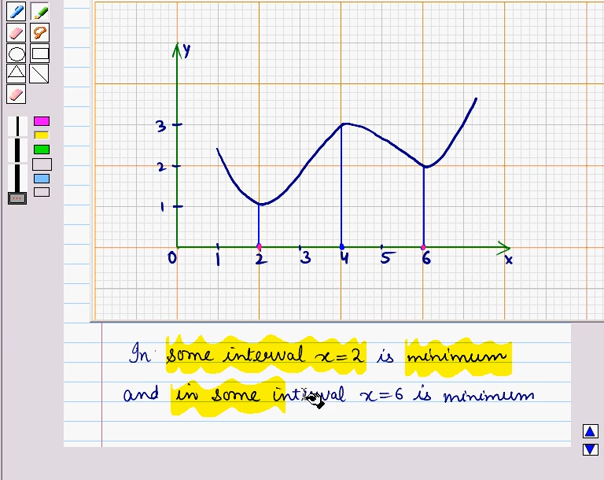 y
3
2
1
0 1 2 3 4 5 6 x
In some interval x=2 is minimum
and in some interval x=6 is minimum